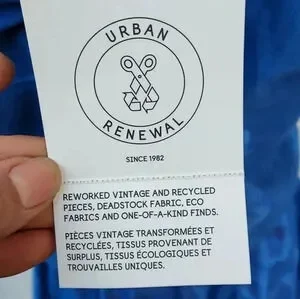 URBAN
RENEWAL
SINCE 1982
REWORKED VINTAGE AND RECYCLED
PIECES, DEADSTOCK FABRIC, ECO
FABRICS AND ONE-OF-A-KIND FINDS.
PIÈCES VINTAGE TRANSFORMÉES ET
RECYCLÉES, TISSUS PROVENANT DE
SURPLUS, TISSUS ÉCOLOGIQUES ET
TROUVAILLES UNIQUES.